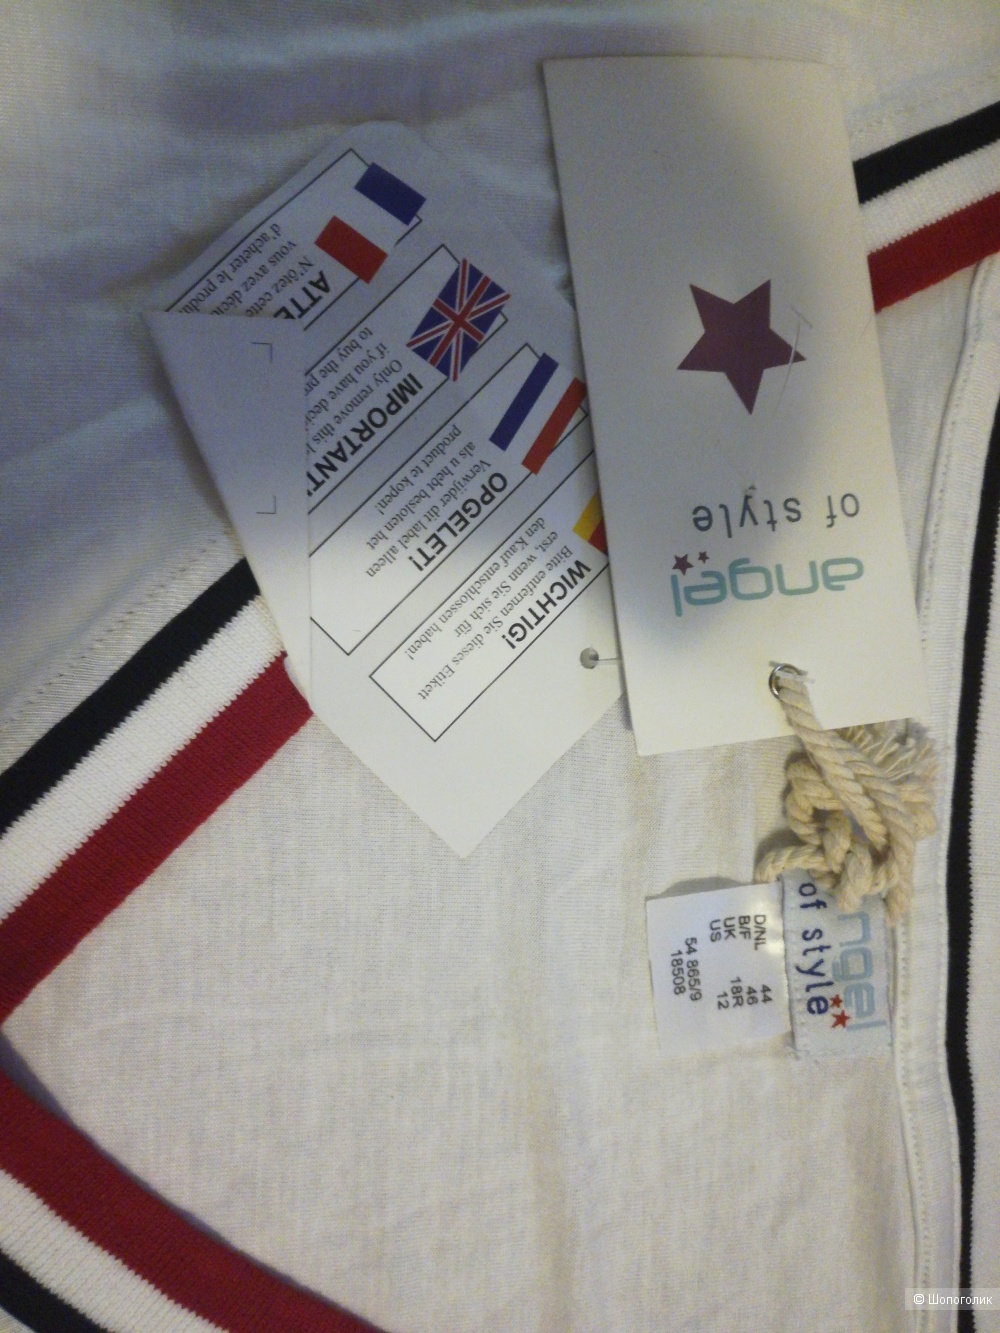 angel
of style
ATTE
N'ôtez cette
vous avez déci
d'acheter le produ
IMPORTANT!
Only remove this
if you have deci
to buy the pro
OPGELET!
Verwijder dit label alleen
als u hebt besloten het
product te kopen!
WICHTIG!
Bitte entfernen Sie dieses Etikett
erst, wenn Sie sich für
den Kauf entschlossen haben!
ngel
of style
D/NL 44
B/F 46
UK 18R
US 12
54 865/9
18508
© Шопоголик